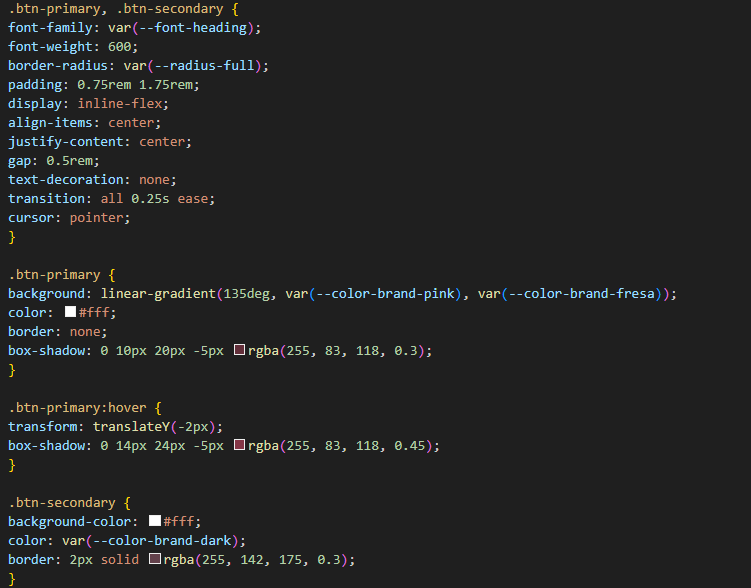 .btn-primary, .btn-secondary {
font-family: var(--font-heading);
font-weight: 600;
border-radius: var(--radius-full);
padding: 0.75rem 1.75rem;
display: inline-flex;
align-items: center;
justify-content: center;
gap: 0.5rem;
text-decoration: none;
transition: all 0.25s ease;
cursor: pointer;
}

.btn-primary {
background: linear-gradient(135deg, var(--color-brand-pink), var(--color-brand-fresa));
color: #fff;
border: none;
box-shadow: 0 10px 20px -5px rgba(255, 83, 118, 0.3);
}

.btn-primary:hover {
transform: translateY(-2px);
box-shadow: 0 14px 24px -5px rgba(255, 83, 118, 0.45);
}

.btn-secondary {
background-color: #fff;
color: var(--color-brand-dark);
border: 2px solid rgba(255, 142, 175, 0.3);
}